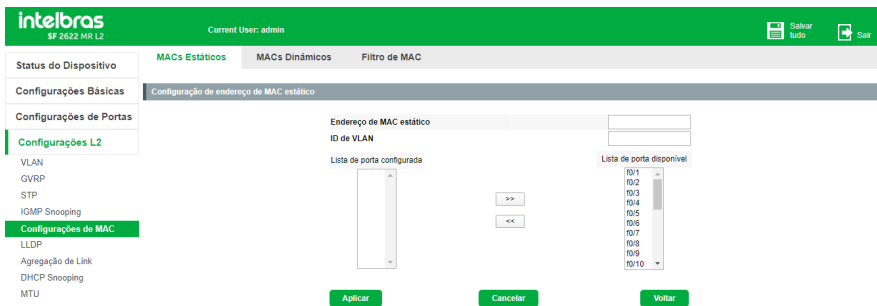 intelbras
SF 2622 MR L2
Current User: admin
Salvar tudo
Sair
Status do Dispositivo
Configurações Básicas
Configurações de Portas
Configurações L2
VLAN
GVRP
STP
IGMP Snooping
Configurações de MAC
LLDP
Agregação de Link
DHCP Snooping
MTU
MACs Estáticos
MACs Dinámicos
Filtro de MAC
Configuração de endereço de MAC estático
Endereço de MAC estático
ID de VLAN
Lista de porta configurada
>>
<<
Lista de porta disponível
f0/1
f0/2
f0/3
f0/4
f0/5
f0/6
f0/7
f0/8
f0/9
f0/10
Aplicar
Cancelar
Voltar